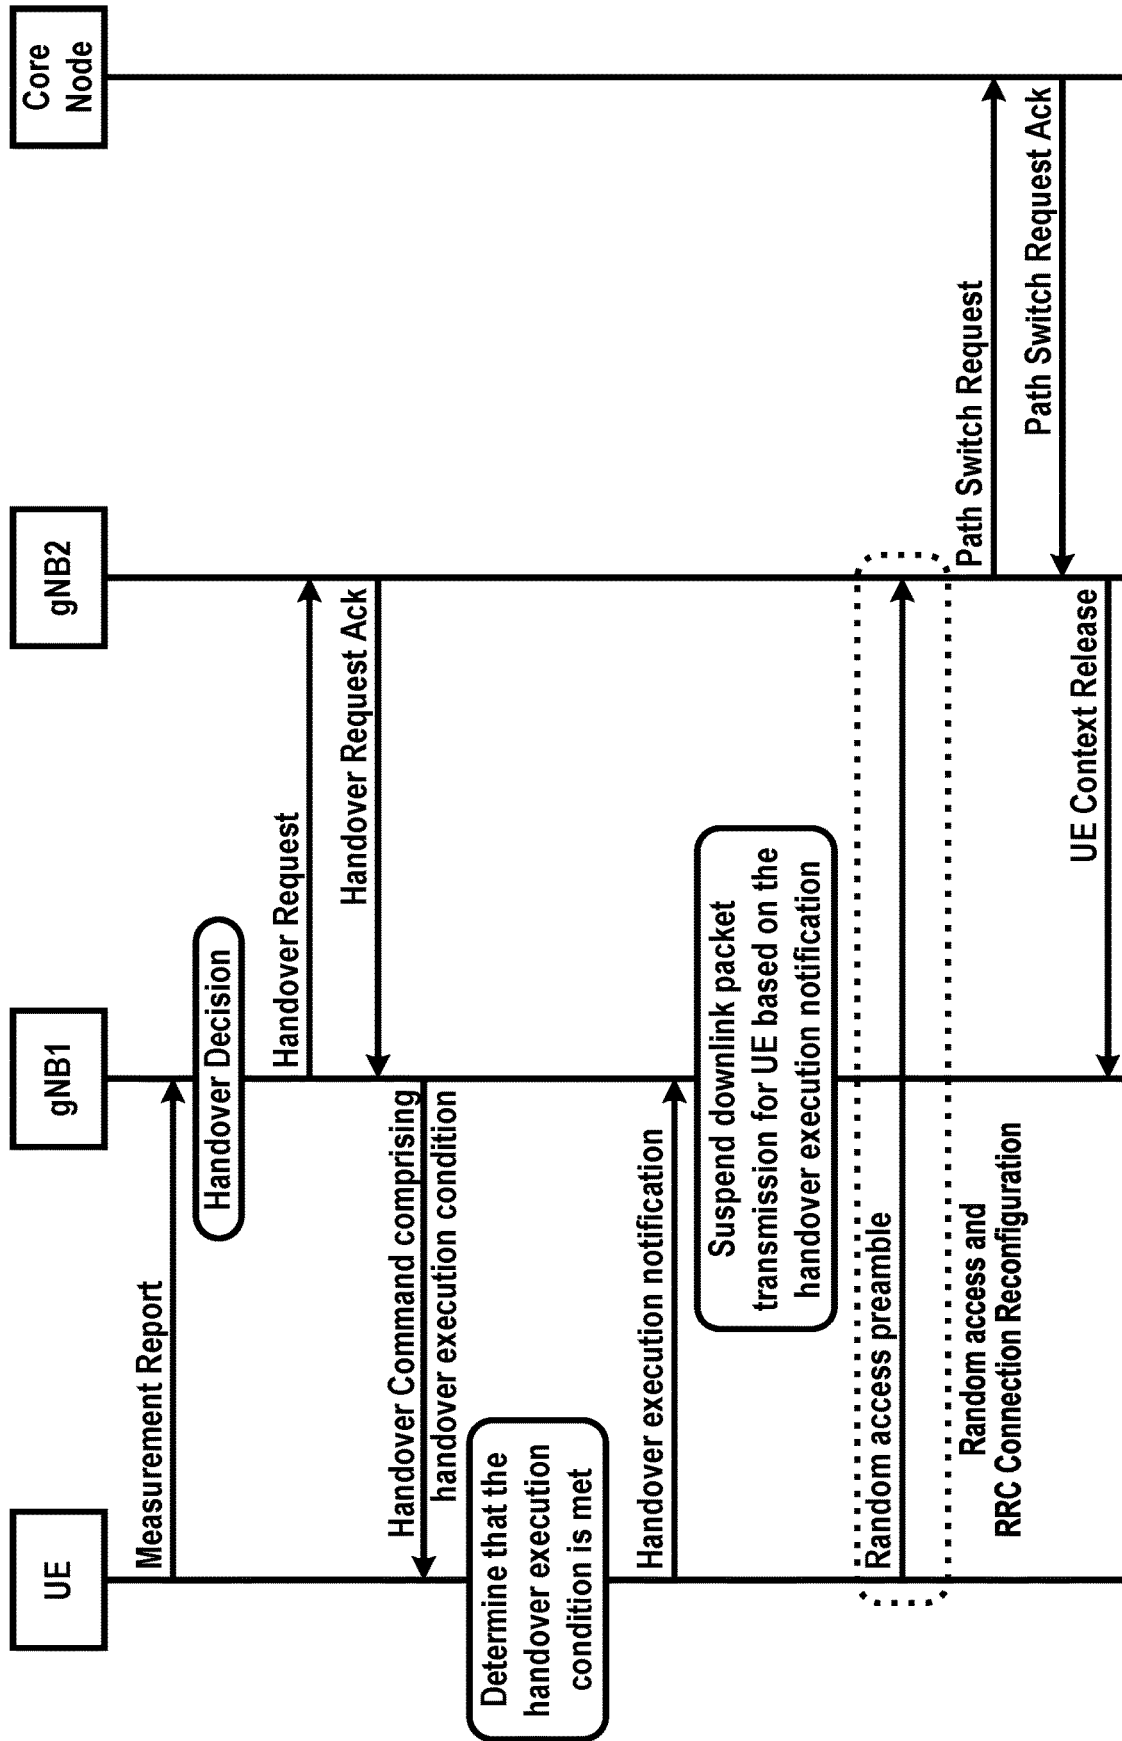 UE
gNB1
gNB2
Core
Node
Measurement Report
Handover Decision
Handover Request
Handover Request Ack
Handover Command comprising
handover execution condition
Determine that the
handover execution
condition is met
Handover execution notification
Suspend downlink packet
transmission for UE based on the
handover execution notification
Random access preamble
Random access and
RRC Connection Reconfiguration
Path Switch Request
Path Switch Request Ack
UE Context Release